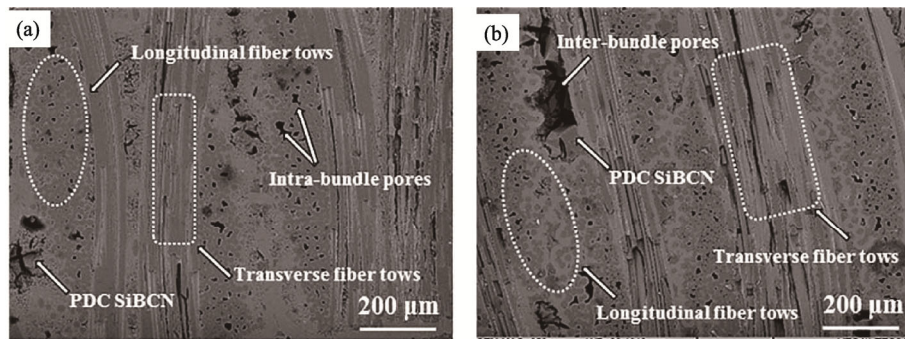 (a)
Longitudinal fiber tows
Intra-bundle pores
Transverse fiber tows
PDC SiBCN
200 μm
(b)
Inter-bundle pores
PDC SiBCN
Transverse fiber tows
Longitudinal fiber tows
200 μm